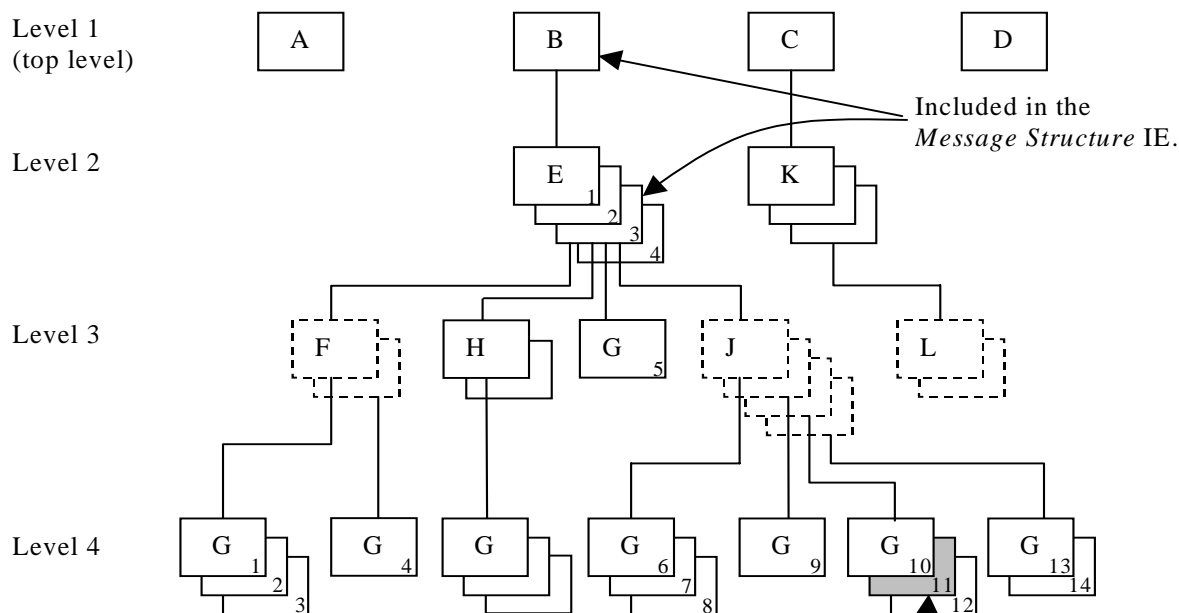 Level 1
(top level)
A
B
C
D
Included in the
Message Structure IE.
Level 2
E
1
2
3
4
K
Level 3
F
H
G
5
J
L
Level 4
G
1
2
3
G
4
G
G
6
7
8
G
9
G
10
11
12
G
13
14